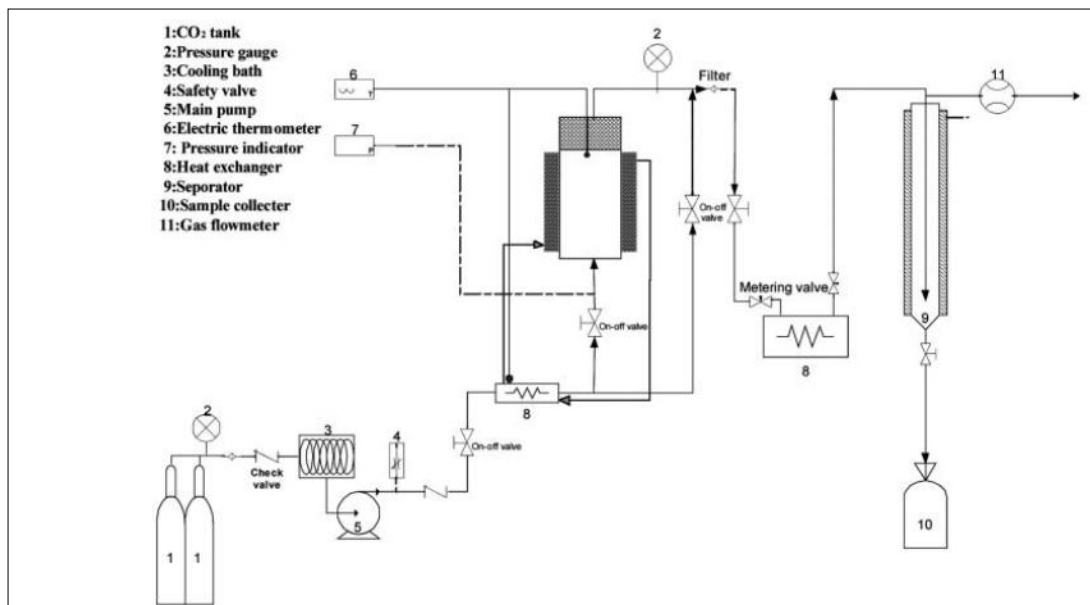 1:CO₂ tank
2:Pressure gauge
3:Cooling bath
4:Safety valve
5:Main pump
6:Electric thermometer
7: Pressure indicator
8:Heat exchanger
9:Seporator
10:Sample collecter
11:Gas flowmeter
2
6
T
7
P
Filter
11
On-off
valve
Metering valve
On-off valve
9
8
8
2
3
4
On-off valve
Check
valve
5
1
1
10